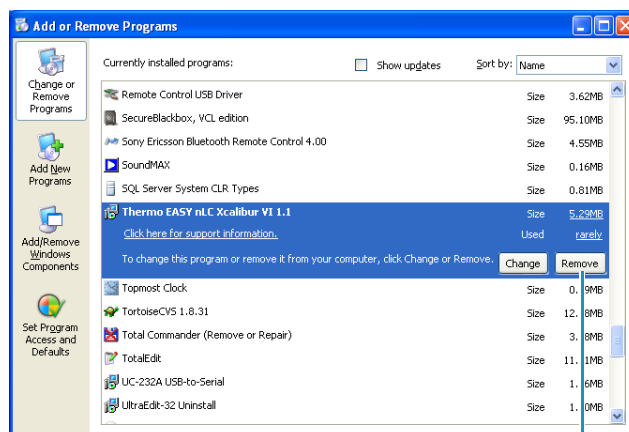 Add or Remove Programs
Change or
Remove
Programs
Add New
Programs
Add/Remove
Windows
Components
Set Program
Access and
Defaults
Currently installed programs:
Show updates
Sort by: Name
Remote Control USB Driver Size 3.62MB
SecureBlackbox, VCL edition Size 95.10MB
Sony Ericsson Bluetooth Remote Control 4.00 Size 4.55MB
SoundMAX Size 0.16MB
SQL Server System CLR Types Size 0.81MB
Thermo EASY nLC Xcalibur VI 1.1 Size 5.29MB
Click here for support information. Used rarely
To change this program or remove it from your computer, click Change or Remove. Change Remove
Topmost Clock Size
TortoiseCVS 1.8.31 Size
Total Commander (Remove or Repair) Size
TotalEdit Size
UC-232A USB-to-Serial Size
UltraEdit-32 Uninstall Size